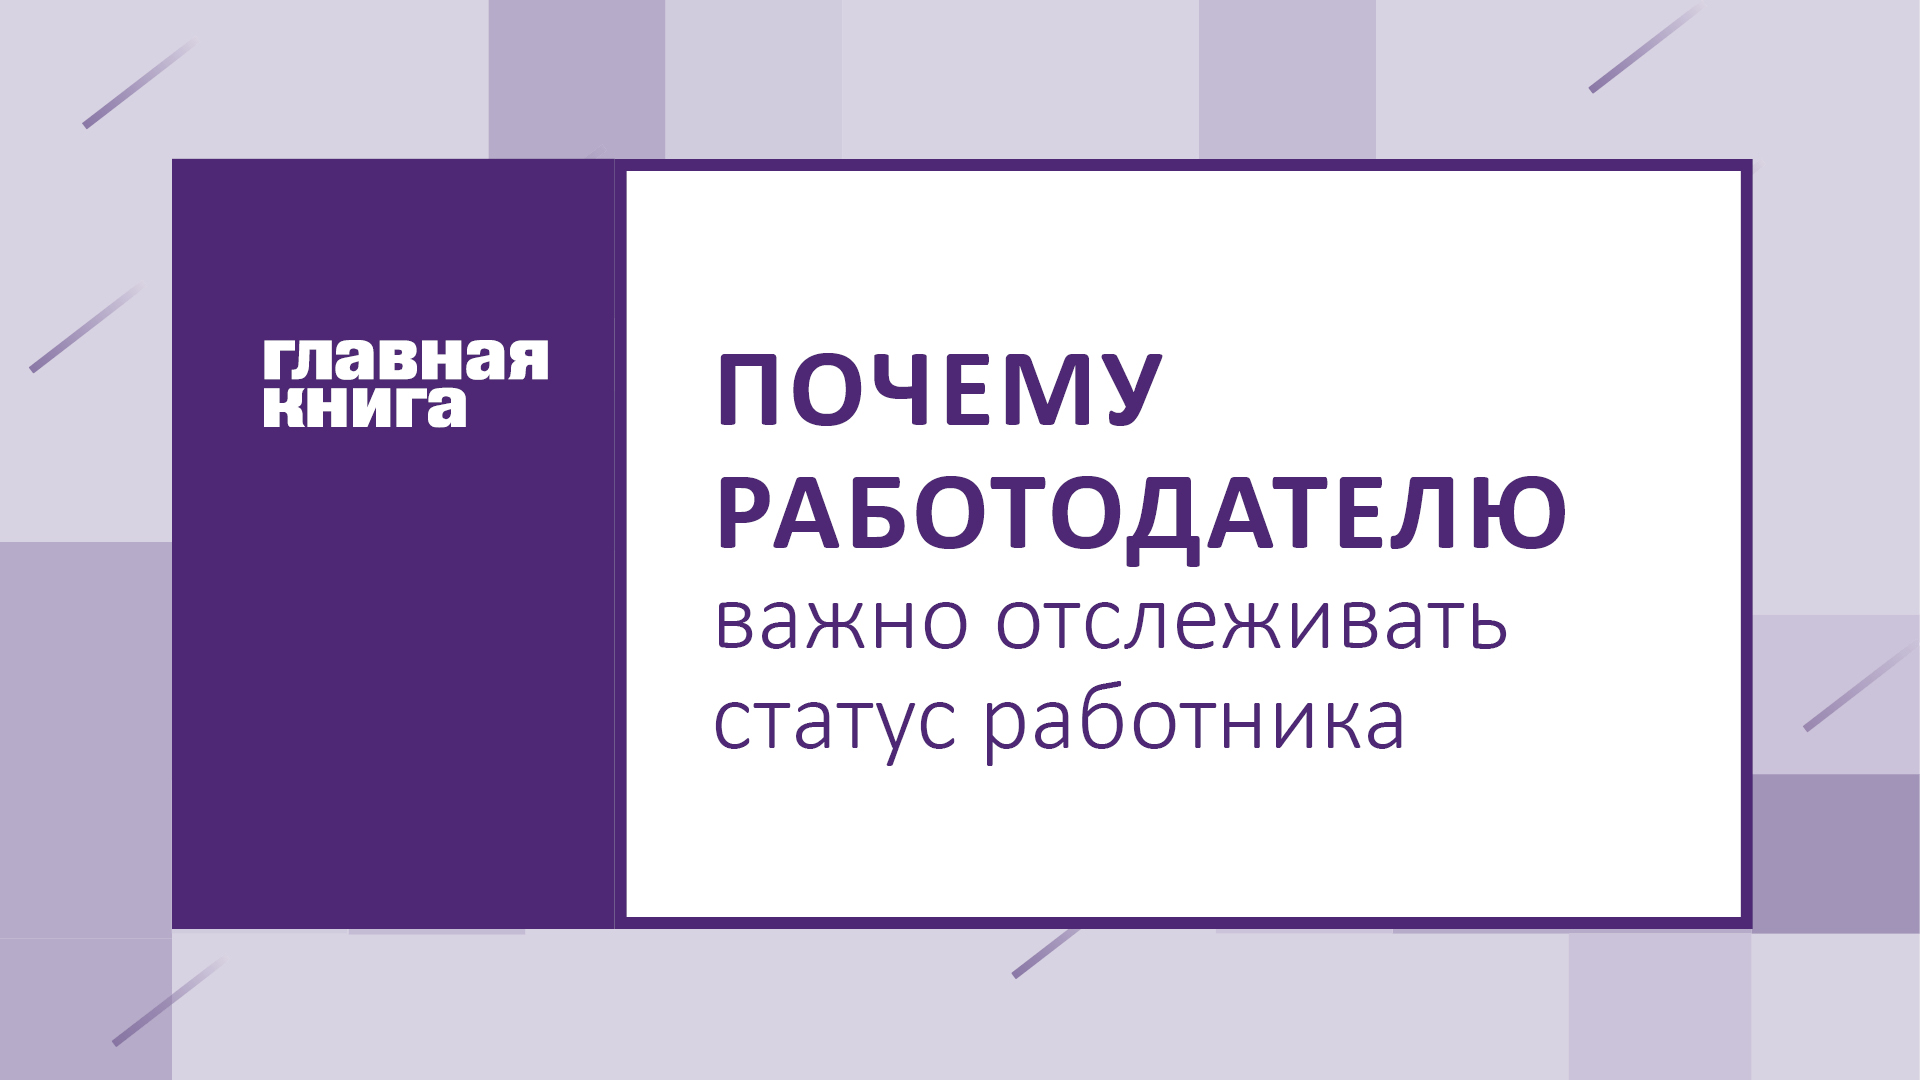 главная
книга
ПОЧЕМУ
РАБОТОДАТЕЛЮ
важно отслеживать
статус работника